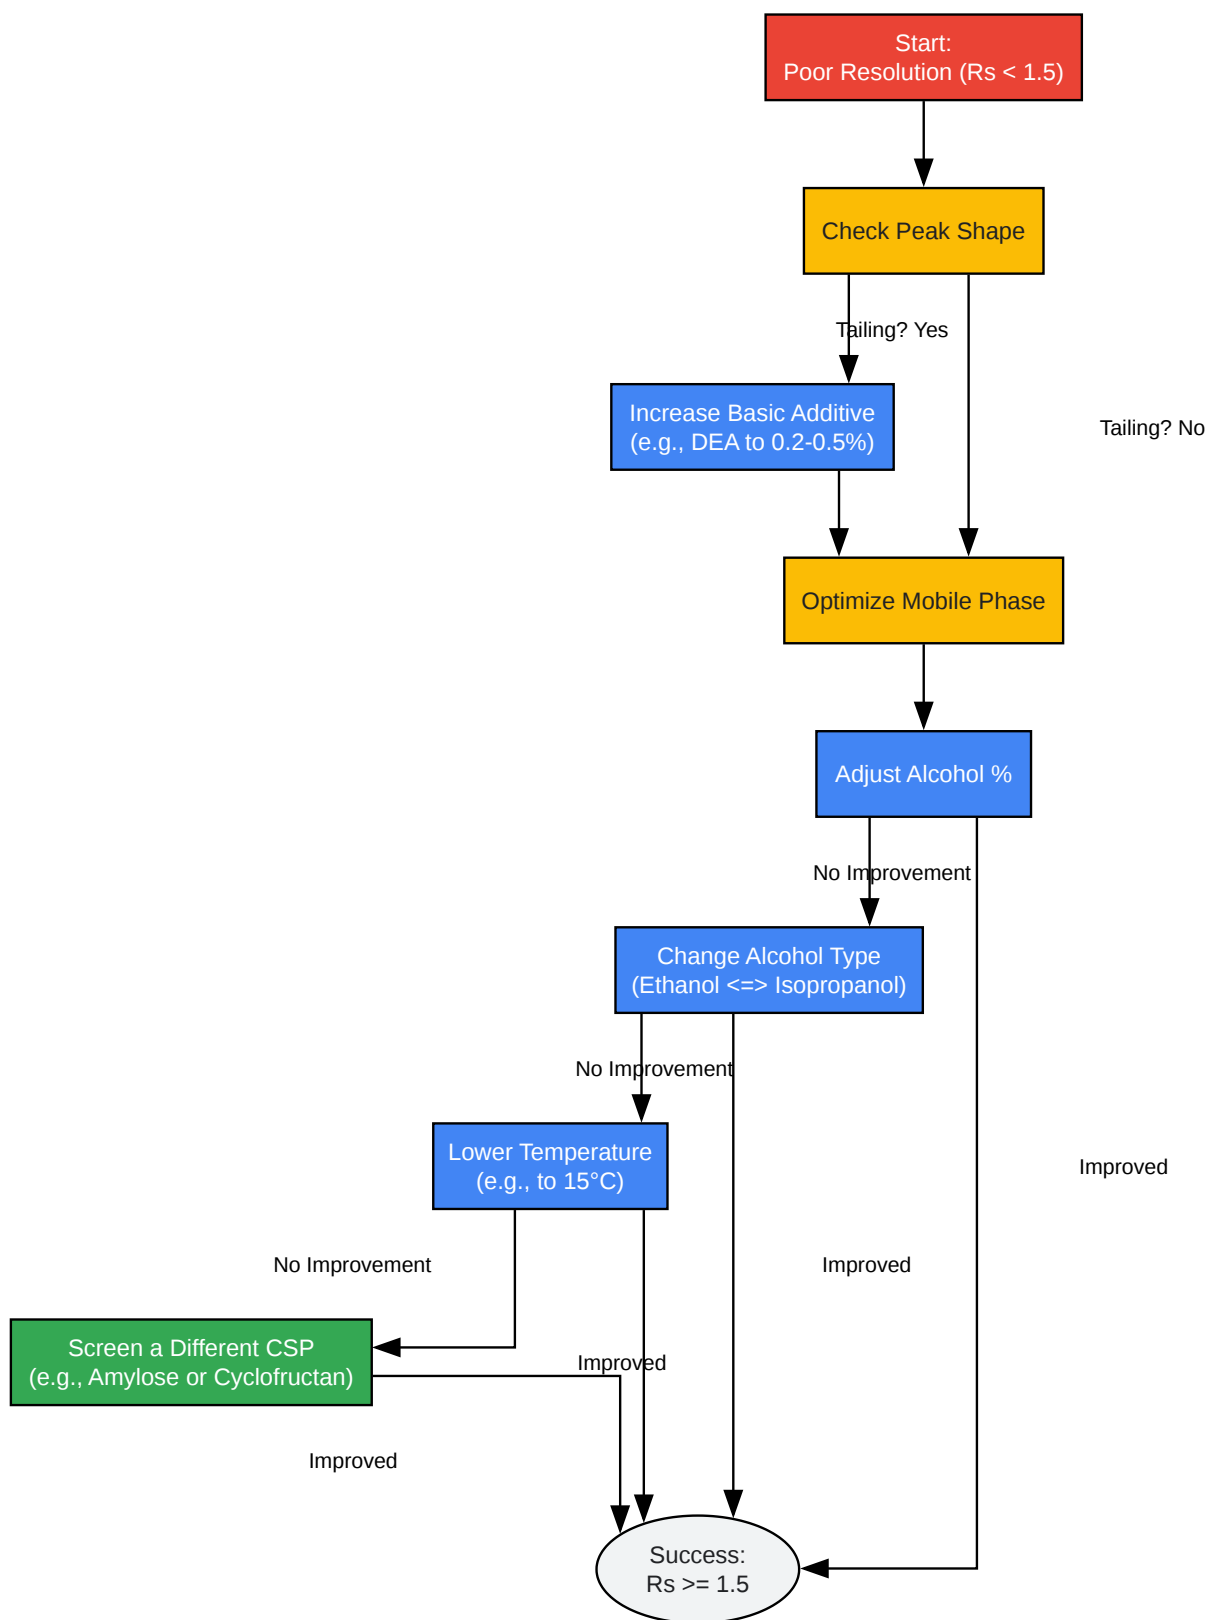 Start:
Poor Resolution (Rs < 1.5)
Check Peak Shape
Tailing? Yes
Increase Basic Additive
(e.g., DEA to 0.2-0.5%)
Tailing? No
Optimize Mobile Phase
Adjust Alcohol %
No Improvement
Change Alcohol Type
(Ethanol <=> Isopropanol)
No Improvement
Lower Temperature
(e.g., to 15°C)
Improved
No Improvement
Improved
Screen a Different CSP
(e.g., Amylose or Cyclofructan)
Improved
Improved
Success:
Rs >= 1.5